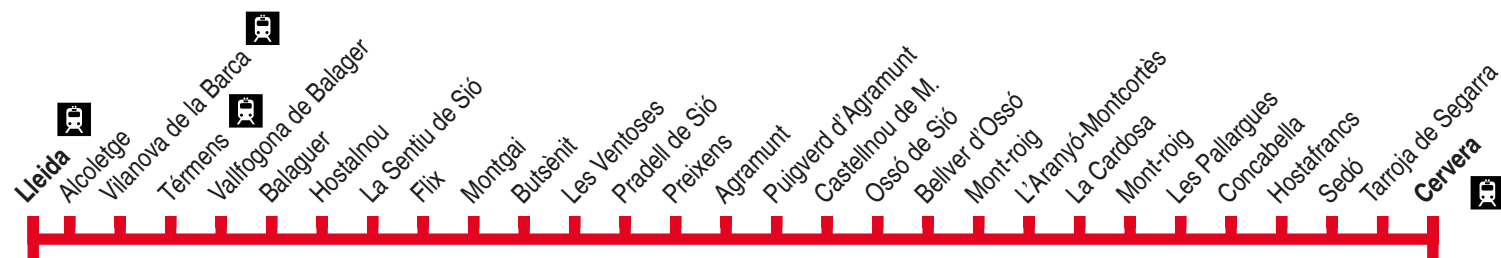 Lleida
Alcoletge
Vilanova de la Barca
Térmens
Vallfogona de Balager
Balaguer
Hostalnou
La Sentiu de Sió
Flix
Montgai
Butsènit
Les Ventoses
Pradell de Sió
Preixens
Agramunt
Puigverd d'Agramunt
Castellnou de M.
Ossó de Sió
Bellver d'Ossó
Mont-roig
L'Aranyó-Montcortès
La Cardosa
Mont-roig
Les Pallargues
Concabella
Hostafrancs
Sedó
Tarroja de Segarra
Cervera